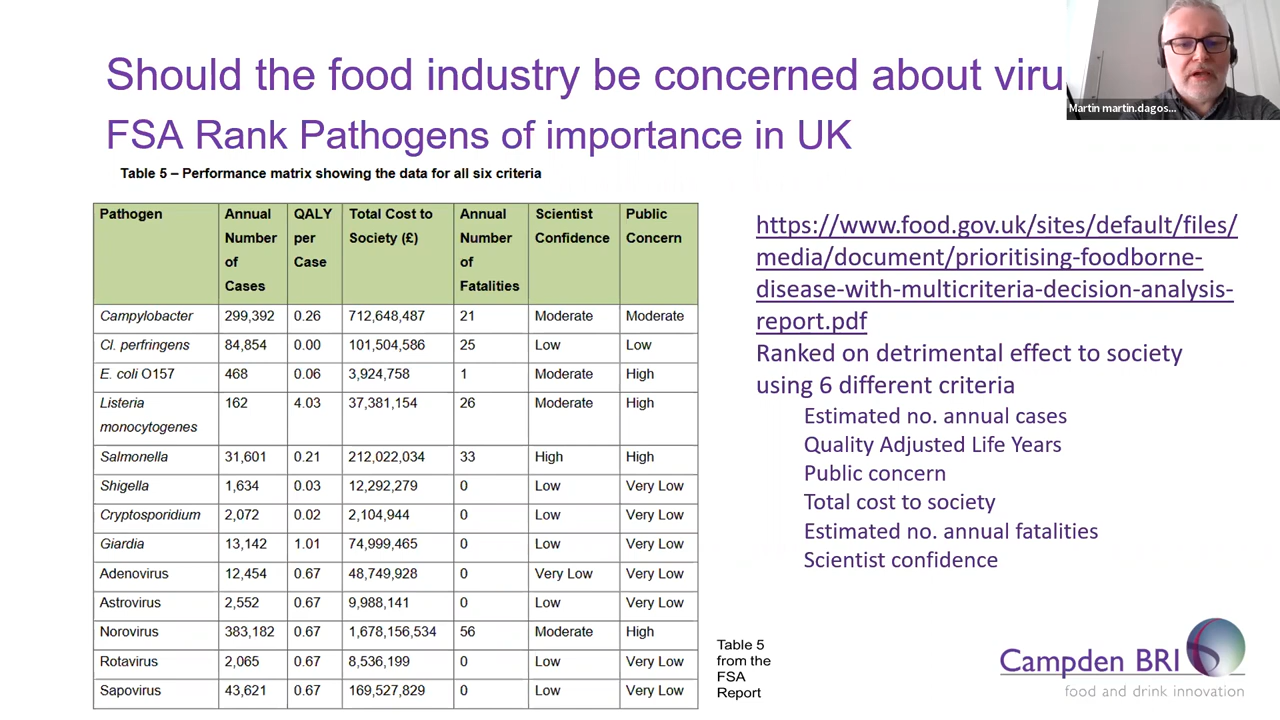 Should the food industry be concerned about viru
Martin martin.dagos...
FSA Rank Pathogens of importance in UK
Table 5 – Performance matrix showing the data for all six criteria
Pathogen Annual Number of Cases QALY per Case Total Cost to Society (£) Annual Number of Fatalities Scientist Confidence Public Concern
Campylobacter 299,392 0.26 712,648,487 21 Moderate Moderate
Cl. perfringens 84,854 0.00 101,504,586 25 Low Low
E. coli O157 468 0.06 3,924,758 1 Moderate High
Listeria monocytogenes 162 4.03 37,381,154 26 Moderate High
Salmonella 31,601 0.21 212,022,034 33 High High
Shigella 1,634 0.03 12,292,279 0 Low Very Low
Cryptosporidium 2,072 0.02 2,104,944 0 Low Very Low
Giardia 13,142 1.01 74,999,465 0 Low Very Low
Adenovirus 12,454 0.67 48,749,928 0 Very Low Very Low
Astrovirus 2,552 0.67 9,988,141 0 Low Very Low
Norovirus 383,182 0.67 1,678,156,534 56 Moderate High
Rotavirus 2,065 0.67 8,536,199 0 Low Very Low
Sapovirus 43,621 0.67 169,527,829 0 Low Very Low
https://www.food.gov.uk/sites/default/files/
media/document/prioritising-foodborne-
disease-with-multicriteria-decision-analysis-
report.pdf
Ranked on detrimental effect to society
using 6 different criteria
Estimated no. annual cases
Quality Adjusted Life Years
Public concern
Total cost to society
Estimated no. annual fatalities
Scientist confidence
Table 5
from the
FSA
Report
Campden BRI
food and drink innovation